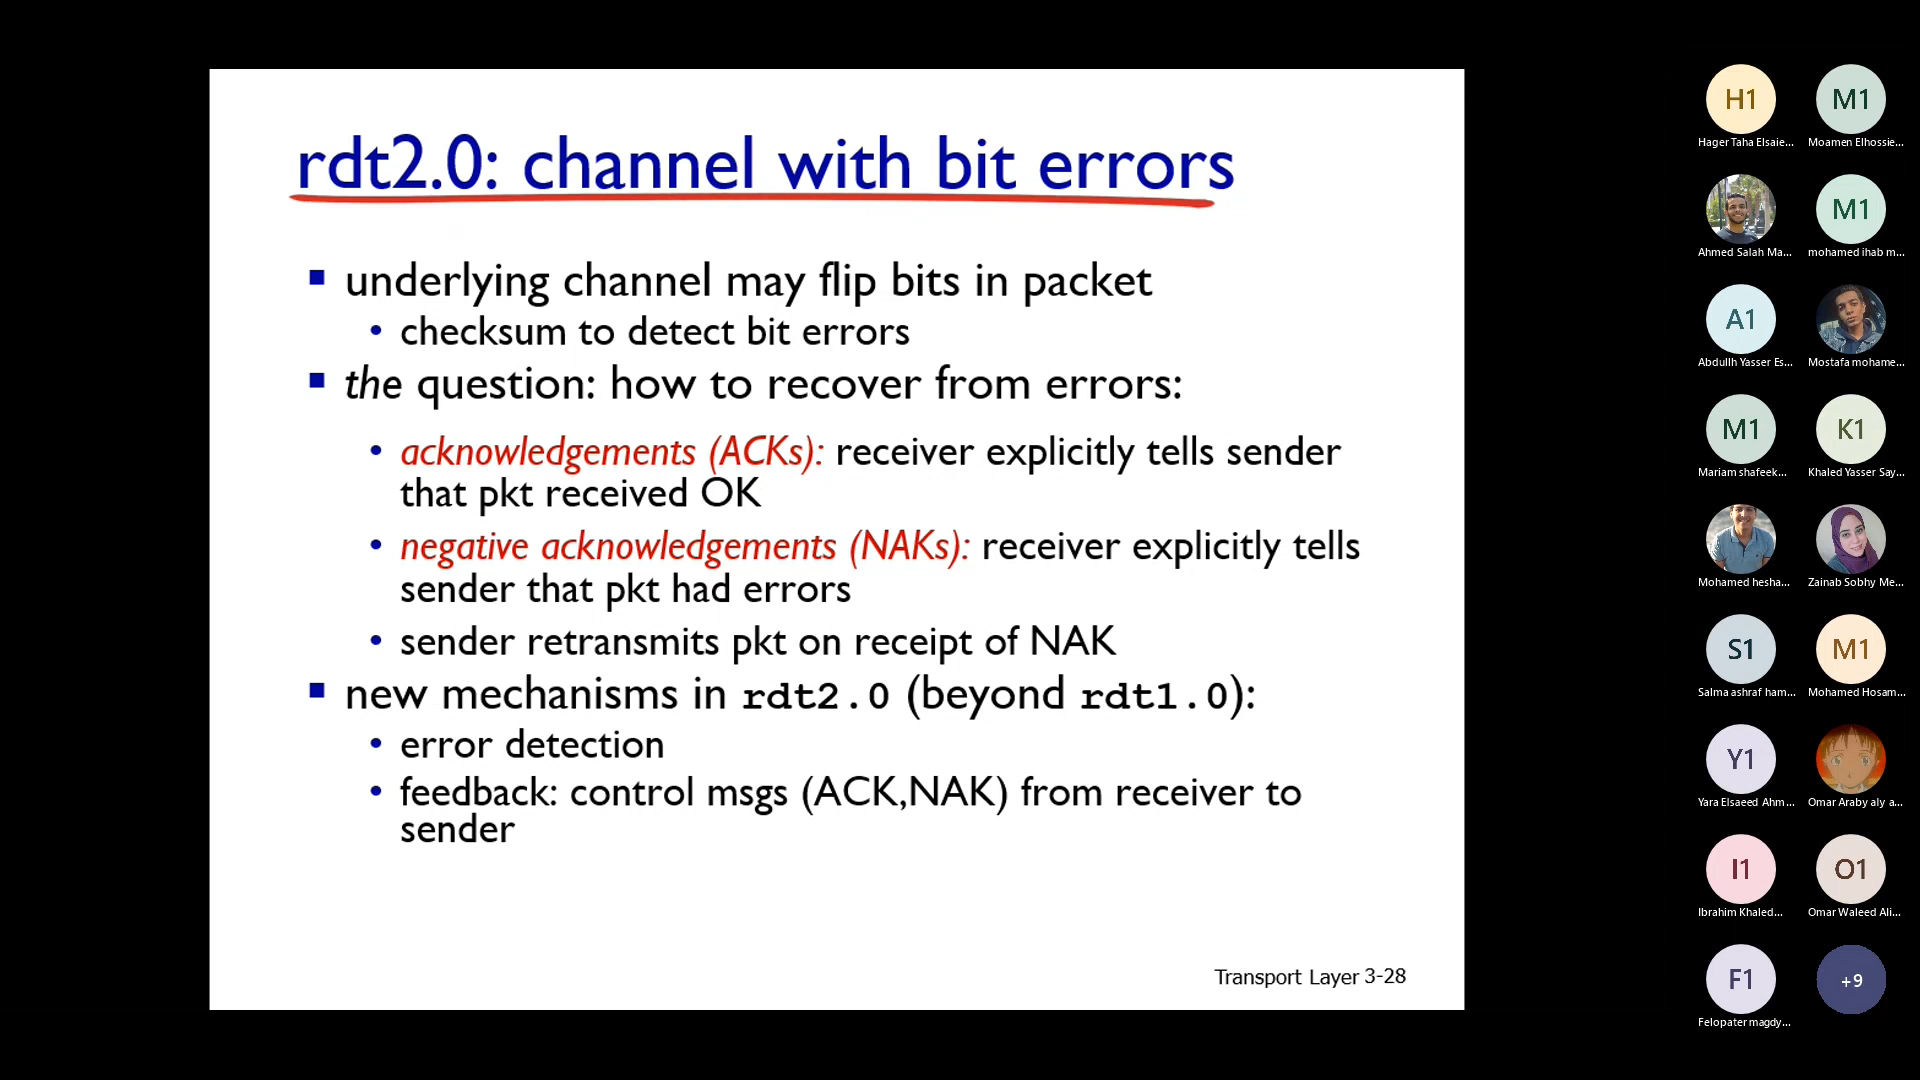 rdt2.0: channel with bit errors
underlying channel may flip bits in packet
• checksum to detect bit errors
the question: how to recover from errors:
• acknowledgements (ACKs): receiver explicitly tells sender
that pkt received OK
• negative acknowledgements (NAKs): receiver explicitly tells
sender that pkt had errors
• sender retransmits pkt on receipt of NAK
new mechanisms in rdt2.0 (beyond rdt1.0):
• error detection
• feedback: control msgs (ACK,NAK) from receiver to
sender
Transport Layer 3-28
H1
Hager Taha Elsaie...
M1
Moamen Elhossie...
Ahmed Salah Ma...
M1
mohamed ihab m...
A1
Abdullh Yasser Es...
Mostafa mohame...
M1
Mariam shafeek...
K1
Khaled Yasser Say...
Mohamed hesha...
Zainab Sobhy Me...
S1
Salma ashraf ham...
M1
Mohamed Hosam...
Y1
Yara Elsaeed Ahm...
Omar Araby aly a...
I1
Ibrahim Khaled...
O1
Omar Waleed Ali...
F1
Felopater magdy...
+9